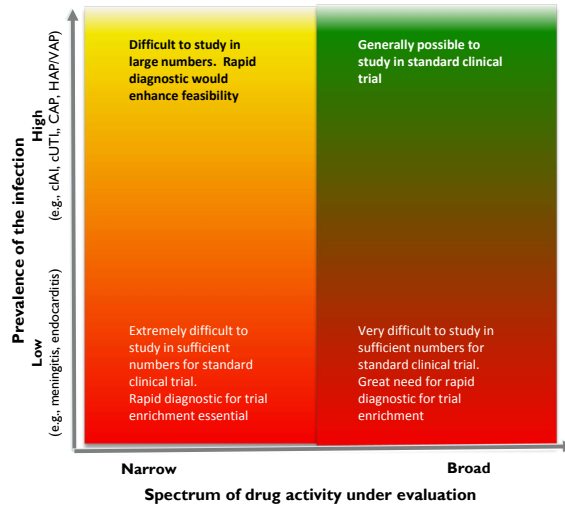 Difficult to study in
large numbers.  Rapid
diagnostic would
enhance feasibility
Generally possible to
study in standard clinical
trial
Prevalence of the infection
High
(e.g., cIAI, cUTI,, CAP, HAP/VAP)
Low
(e.g., meningitis, endocarditis)
Extremely difficult to
study in sufficient
numbers for standard
clinical trial.
Rapid diagnostic for trial
enrichment essential
Very difficult to study in
sufficient numbers for
standard clinical trial.
Great need for rapid
diagnostic for trial
enrichment
Narrow
Broad
Spectrum of drug activity under evaluation